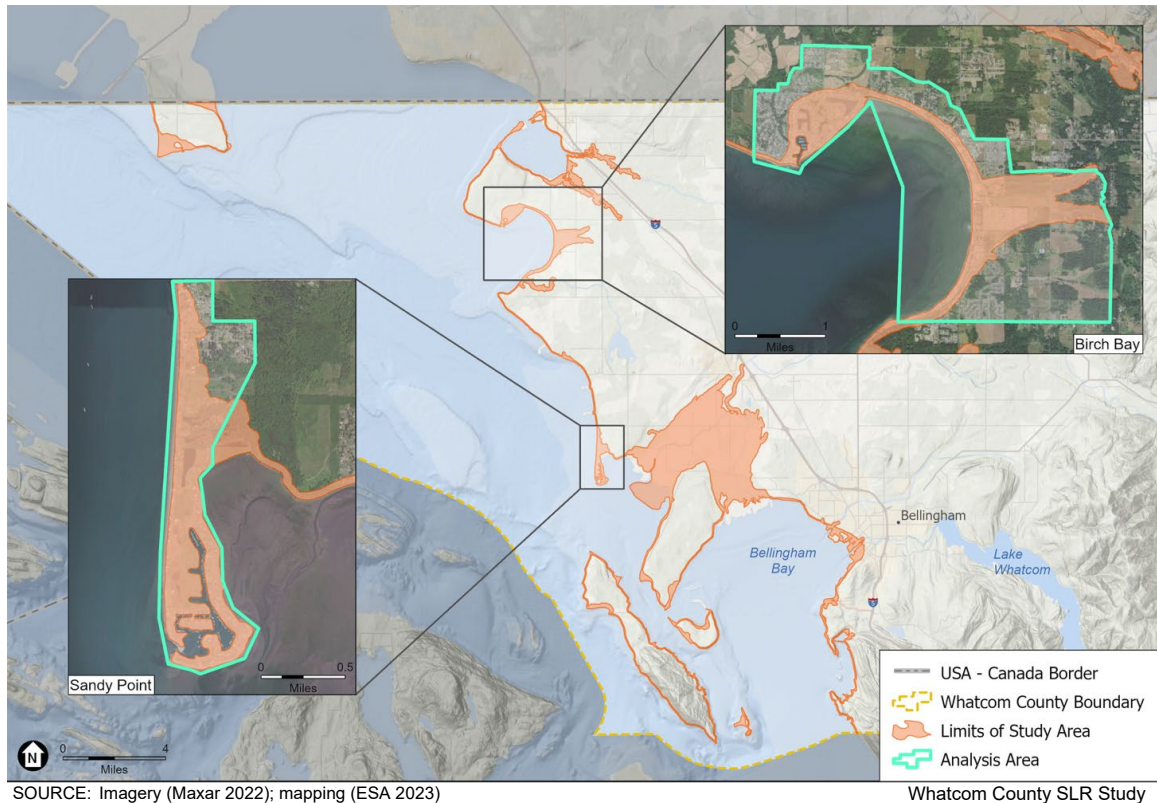 0
1
Miles
Birch Bay
5
Sandy Point
0
0.5
Miles
Bellingham
Bellingham
Bay
Lake
Whatcom
5
N
0
4
Miles
USA - Canada Border
Whatcom County Boundary
Limits of Study Area
Analysis Area
SOURCE: Imagery (Maxar 2022); mapping (ESA 2023)
Whatcom County SLR Study